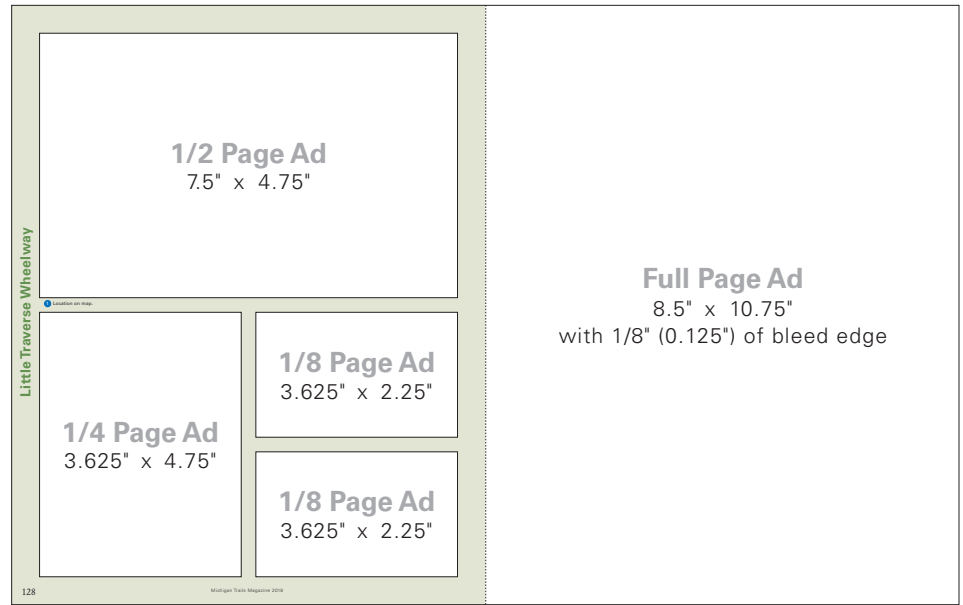 1/2 Page Ad
7.5" x 4.75"
Little Traverse Wheelway
1 Location on map.
1/4 Page Ad
3.625" x 4.75"
1/8 Page Ad
3.625" x 2.25"
1/8 Page Ad
3.625" x 2.25"
128
Michigan Trails Magazine 2018
Full Page Ad
8.5" x 10.75"
with 1/8" (0.125") of bleed edge